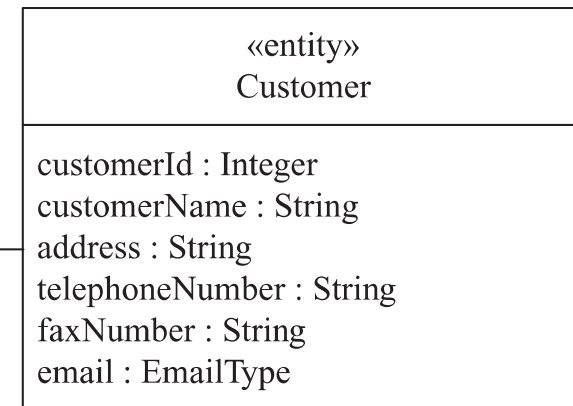 «entity»
Customer
customerId : Integer
customerName : String
address : String
telephoneNumber : String
faxNumber : String
email : EmailType